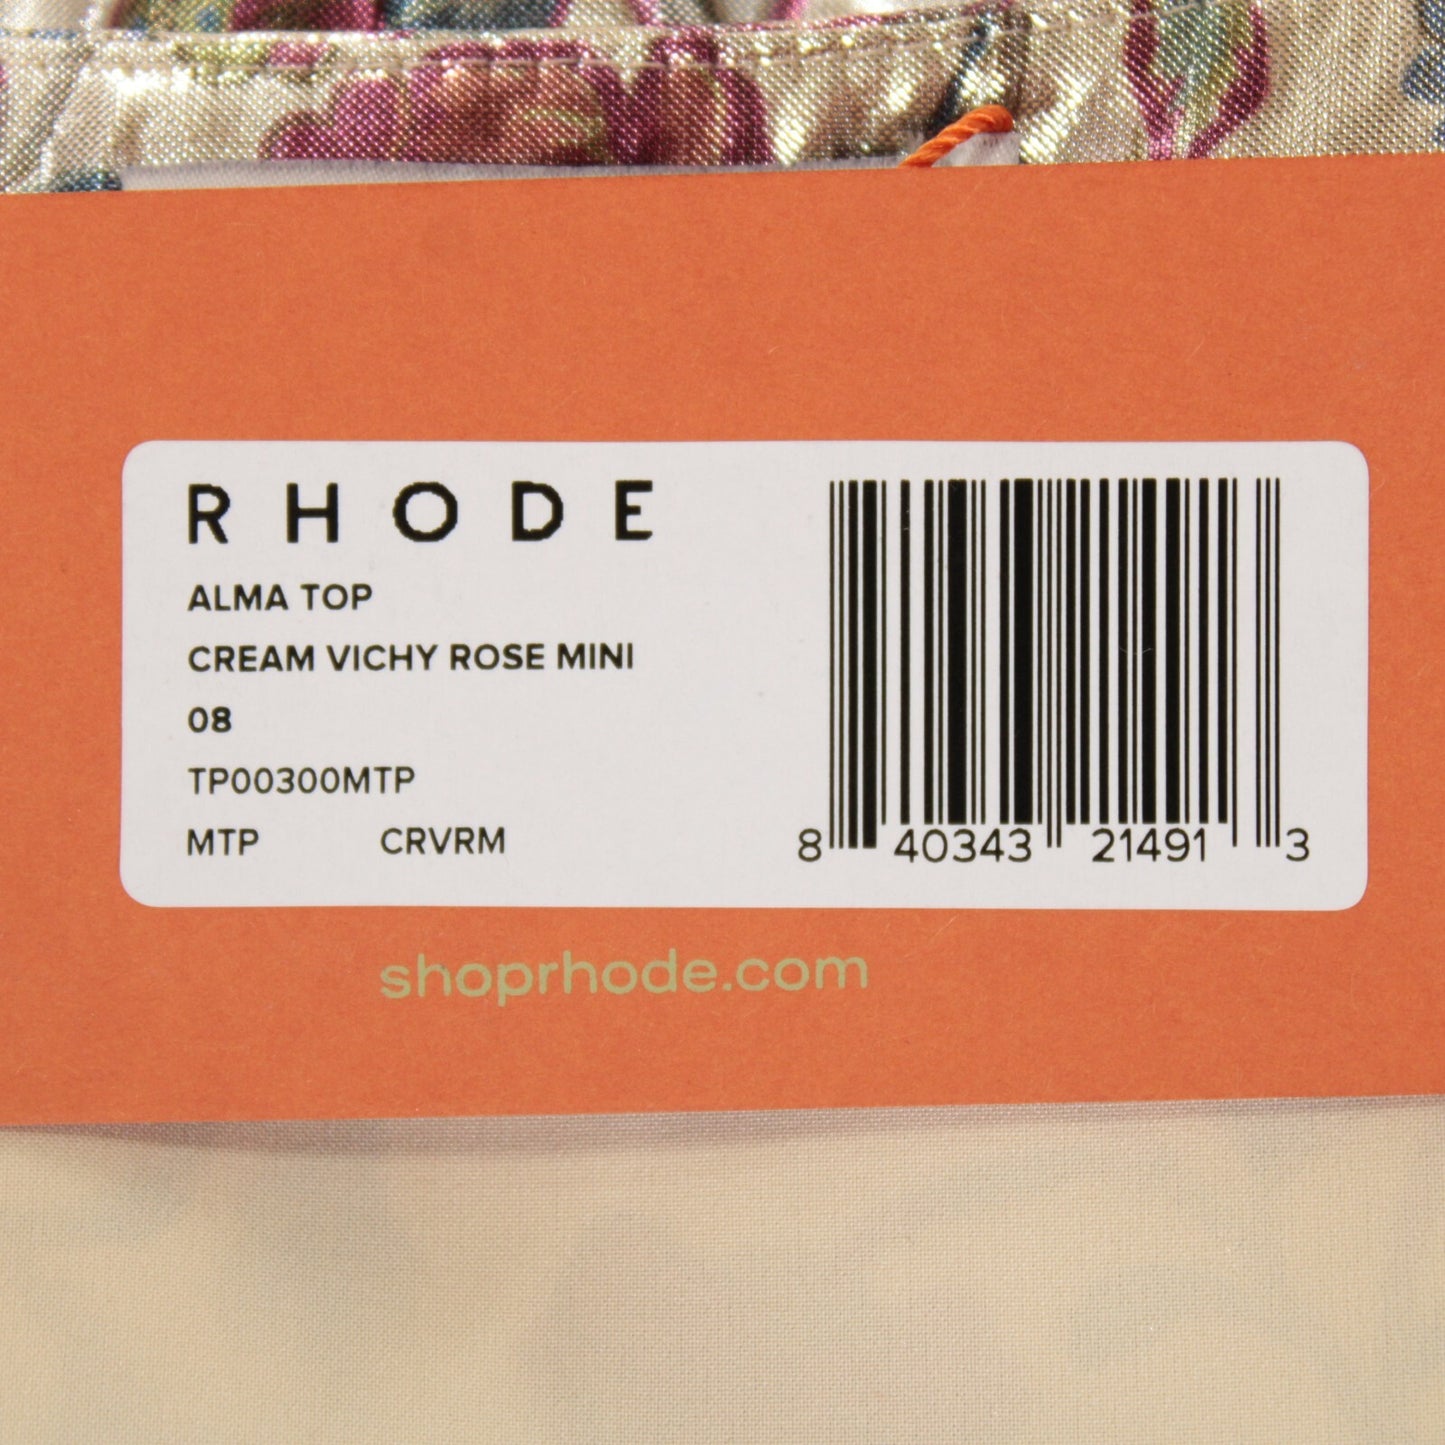 RHODE
ALMA TOP
CREAM VICHY ROSE MINI
08
TP00300MTP
MTP CRVRM
8 40343 21491 3
shoprhode.com